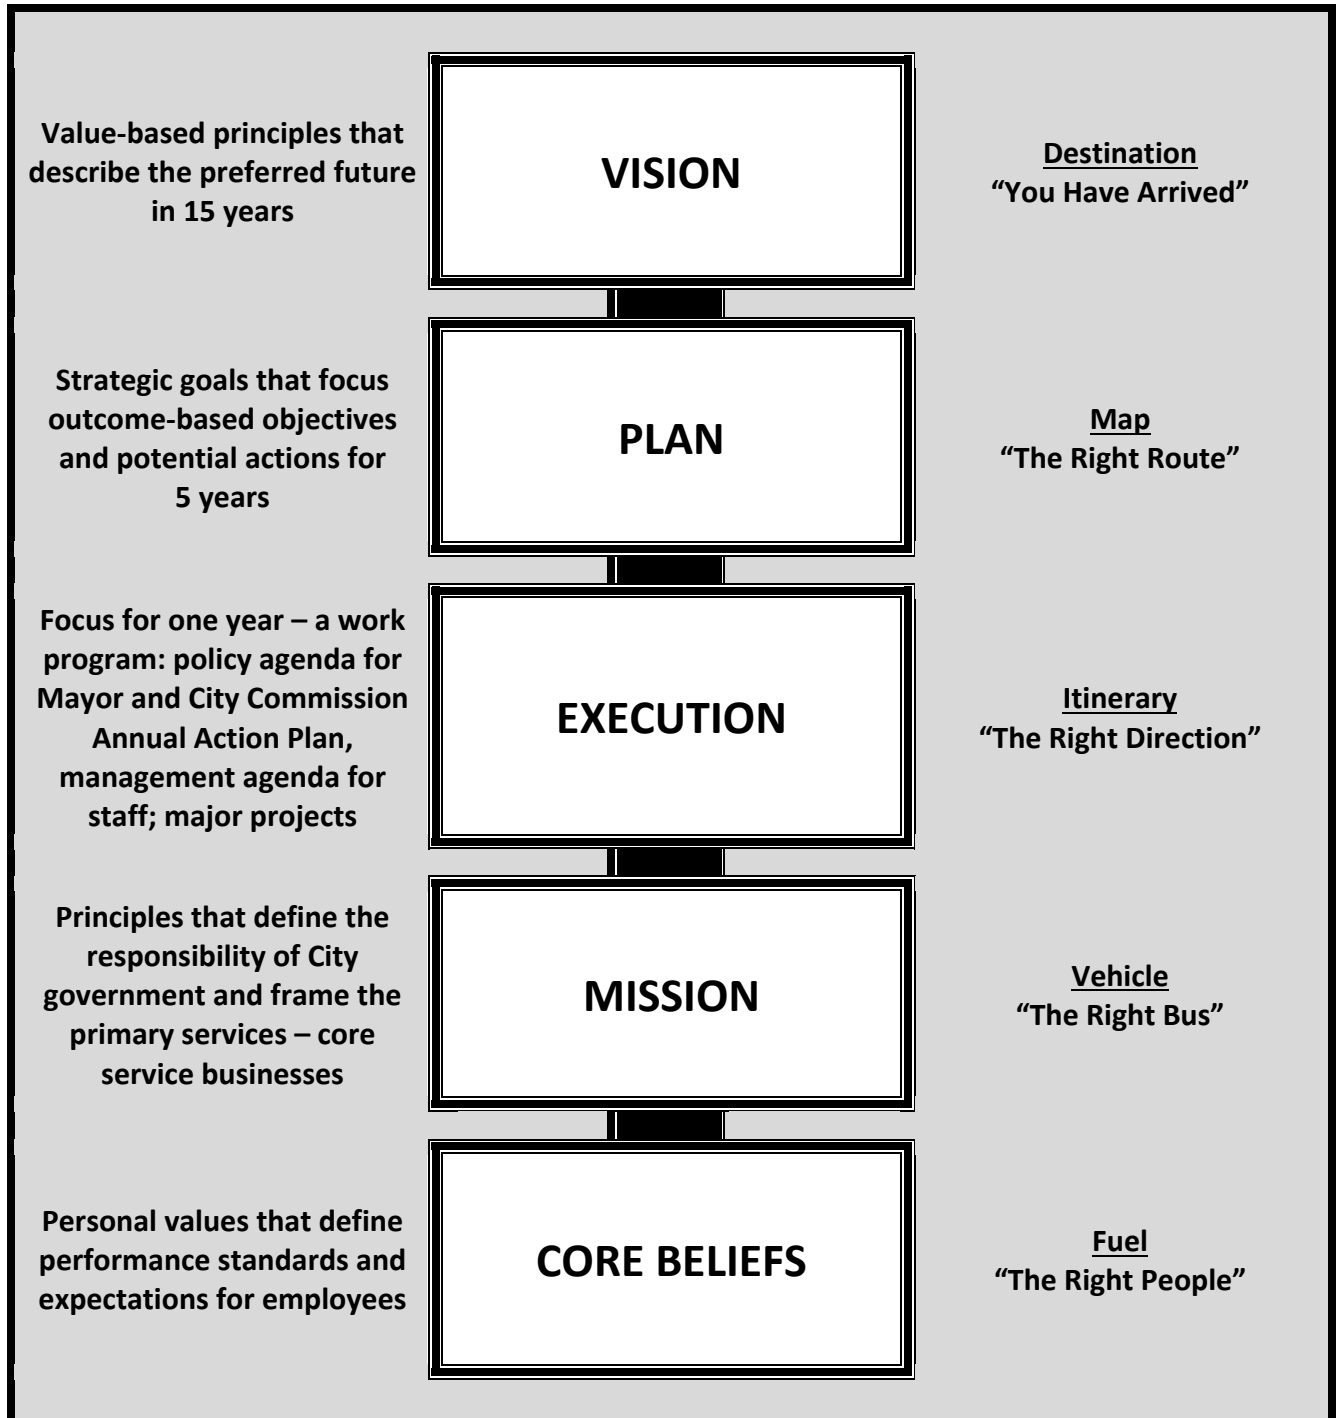 Value-based principles that
describe the preferred future
in 15 years
VISION
Destination
“You Have Arrived”
Strategic goals that focus
outcome-based objectives
and potential actions for
5 years
PLAN
Map
“The Right Route”
Focus for one year – a work
program: policy agenda for
Mayor and City Commission
Annual Action Plan,
management agenda for
staff; major projects
EXECUTION
Itinerary
“The Right Direction”
Principles that define the
responsibility of City
government and frame the
primary services – core
service businesses
MISSION
Vehicle
“The Right Bus”
Personal values that define
performance standards and
expectations for employees
CORE BELIEFS
Fuel
“The Right People”